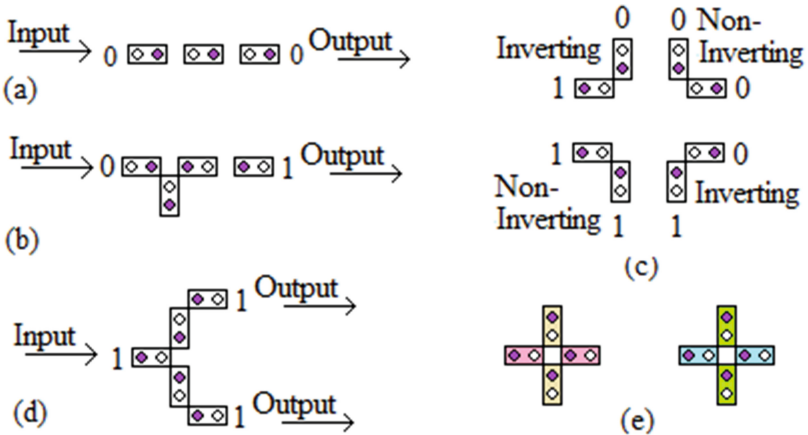 Input
0
0
Output
(a)
Input
0
1
Output
(b)
0
0
Non-
Inverting
Inverting
1
0
1
0
Non-
Inverting
Inverting
1
1
(c)
Input
1
1
Output
1
Output
(d)
(e)